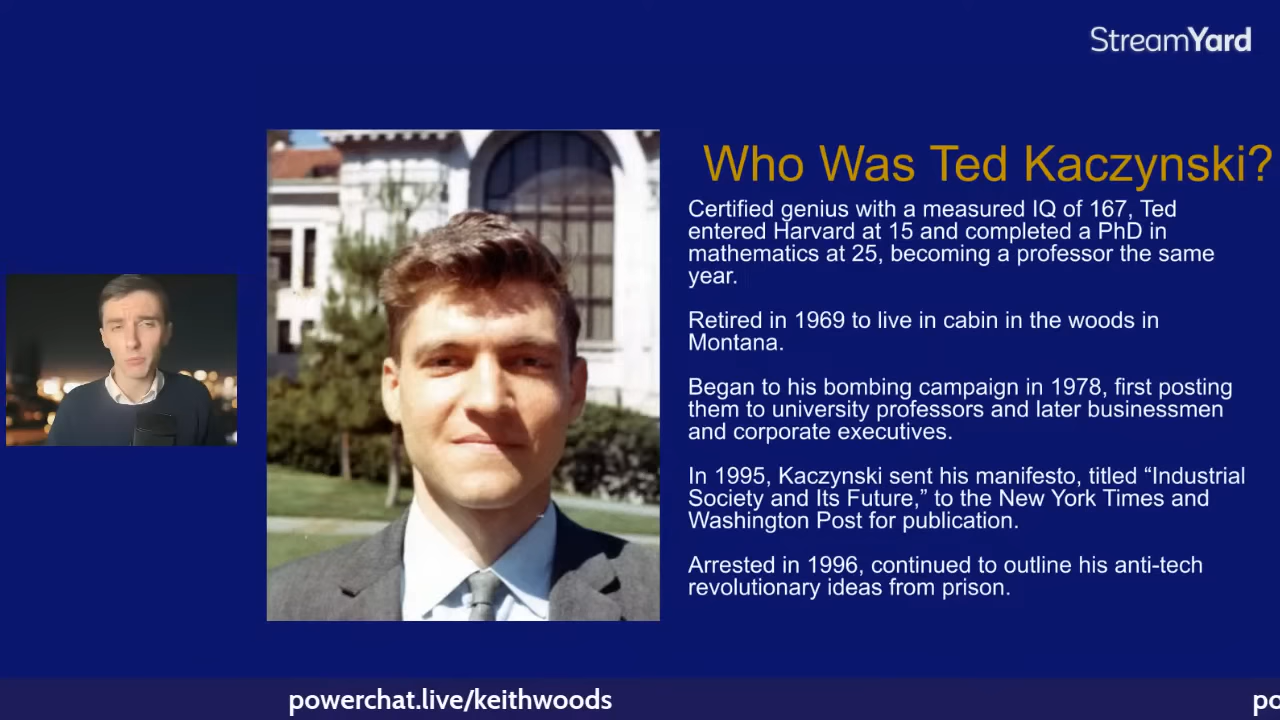 StreamYard
Who Was Ted Kaczynski?
Certified genius with a measured IQ of 167, Ted
entered Harvard at 15 and completed a PhD in
mathematics at 25, becoming a professor the same
year.
Retired in 1969 to live in cabin in the woods in
Montana.
Began to his bombing campaign in 1978, first posting
them to university professors and later businessmen
and corporate executives.
In 1995, Kaczynski sent his manifesto, titled “Industrial
Society and Its Future,” to the New York Times and
Washington Post for publication.
Arrested in 1996, continued to outline his anti-tech
revolutionary ideas from prison.
powerchat.live/keithwoods
po